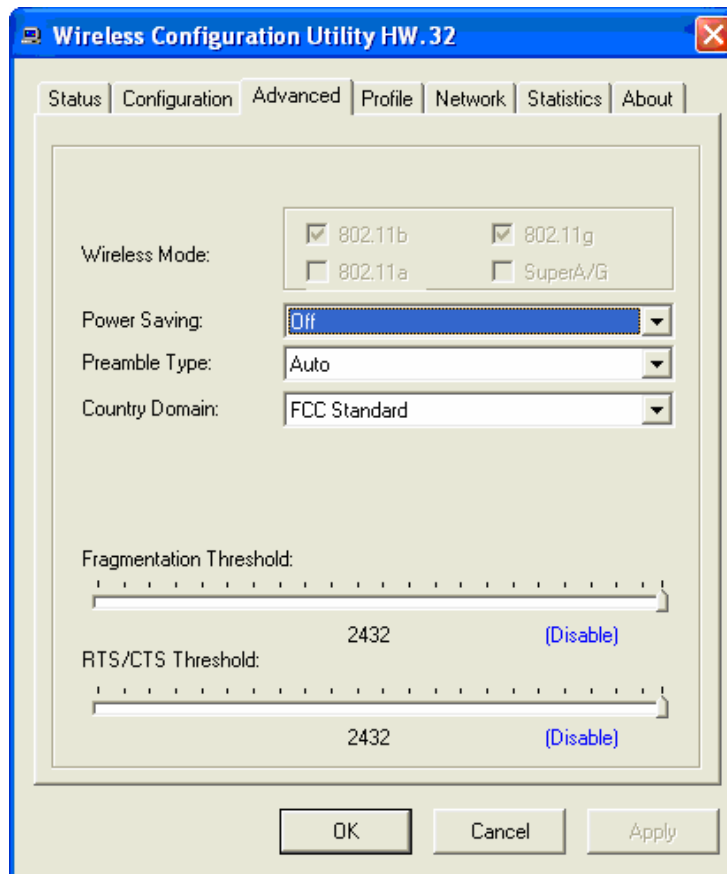 Wireless Configuration Utility HW.32
Status Configuration Advanced Profile Network Statistics About
Wireless Mode:
802.11b 802.11g
802.11a SuperA/G
Power Saving: Off
Preamble Type: Auto
Country Domain: FCC Standard
Fragmentation Threshold:
2432 (Disable)
RTS/CTS Threshold:
2432 (Disable)
OK Cancel Apply